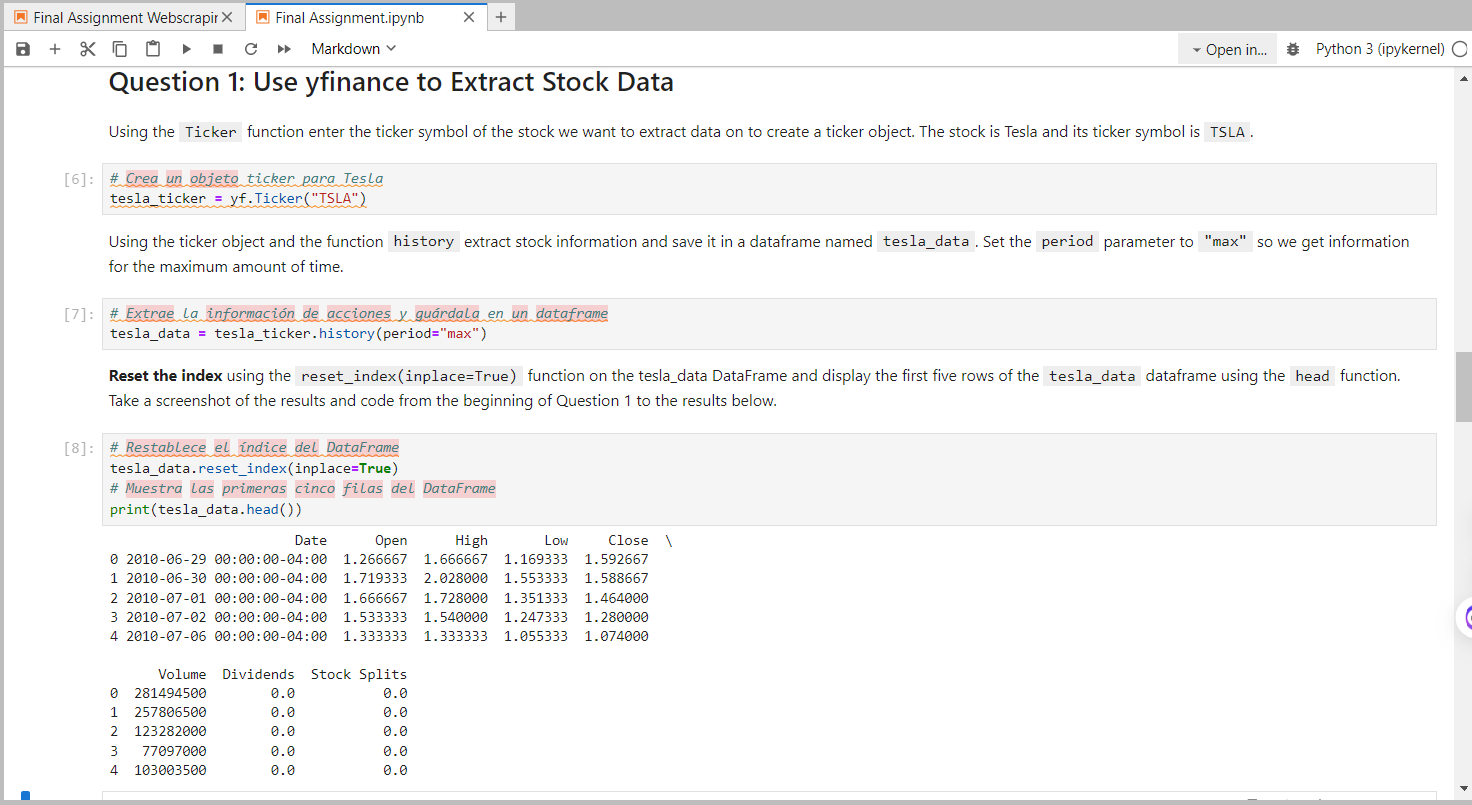 Final Assignment Webscrapin
Final Assignment.ipynb
Markdown
Open in...
Python 3 (ipykernel)
Question 1: Use yfinance to Extract Stock Data
Using the Ticker function enter the ticker symbol of the stock we want to extract data on to create a ticker object. The stock is Tesla and its ticker symbol is TSLA.
[6]:
# Crea un objeto ticker para Tesla
tesla_ticker = yf.Ticker("TSLA")
Using the ticker object and the function history extract stock information and save it in a dataframe named tesla_data. Set the period parameter to "max" so we get information
for the maximum amount of time.
[7]:
# Extrae la información de acciones y guárdala en un dataframe
tesla_data = tesla_ticker.history(period="max")
Reset the index using the reset_index(inplace=True) function on the tesla_data DataFrame and display the first five rows of the tesla_data dataframe using the head function.
Take a screenshot of the results and code from the beginning of Question 1 to the results below.
[8]:
# Restablece el índice del DataFrame
tesla_data.reset_index(inplace=True)
# Muestra las primeras cinco filas del DataFrame
print(tesla_data.head())
Date Open High Low Close \
0 2010-06-29 00:00:00-04:00 1.266667 1.666667 1.169333 1.592667
1 2010-06-30 00:00:00-04:00 1.719333 2.028000 1.553333 1.588667
2 2010-07-01 00:00:00-04:00 1.666667 1.728000 1.351333 1.464000
3 2010-07-02 00:00:00-04:00 1.533333 1.540000 1.247333 1.280000
4 2010-07-06 00:00:00-04:00 1.333333 1.333333 1.055333 1.074000
Volume Dividends Stock Splits
0 281494500 0.0 0.0
1 257806500 0.0 0.0
2 123282000 0.0 0.0
3 77097000 0.0 0.0
4 103003500 0.0 0.0